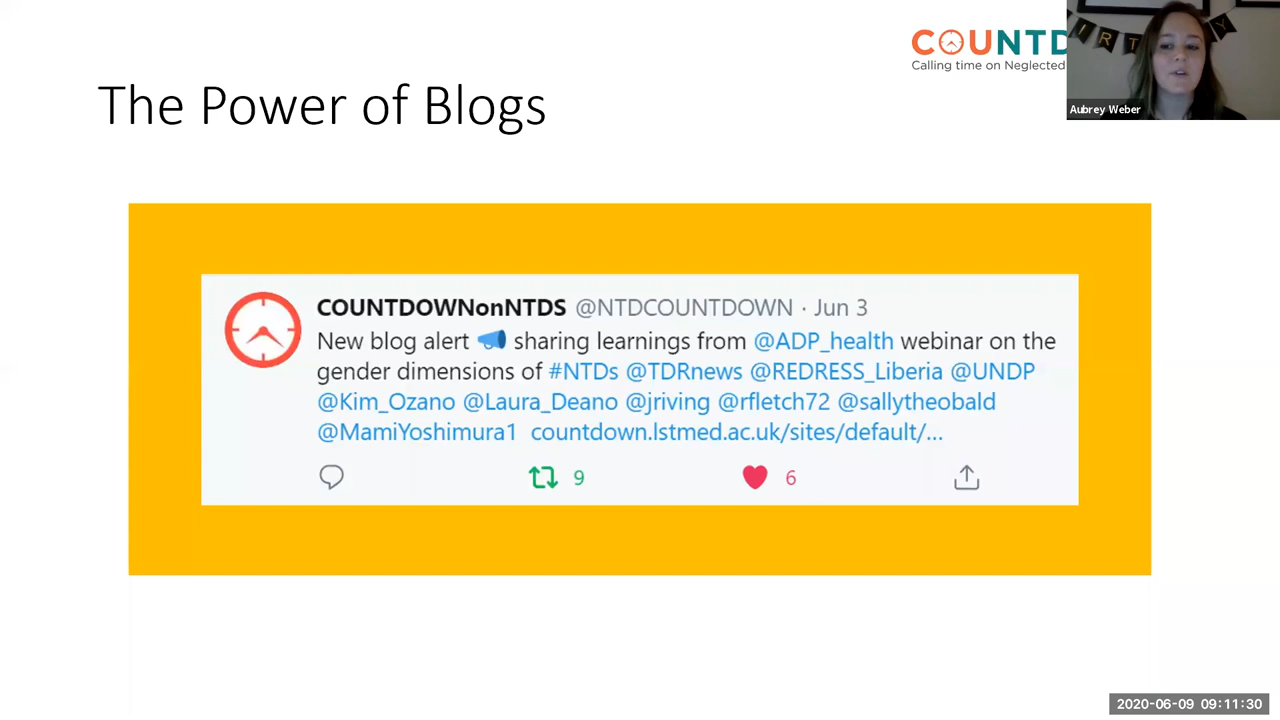 COUNTD
Calling time on Neglected
Aubrey Weber
The Power of Blogs
COUNTDOWNonNTDS @NTDCOUNTDOWN · Jun 3
New blog alert 📣 sharing learnings from @ADP_health webinar on the
gender dimensions of #NTDs @TDRnews @REDRESS_Liberia @UNDP
@Kim_Ozano @Laura_Deano @jriving @rfletch72 @sallytheobald
@MamiYoshimura1 countdown.lstmed.ac.uk/sites/default/...
9 6
2020-06-09 09:11:30